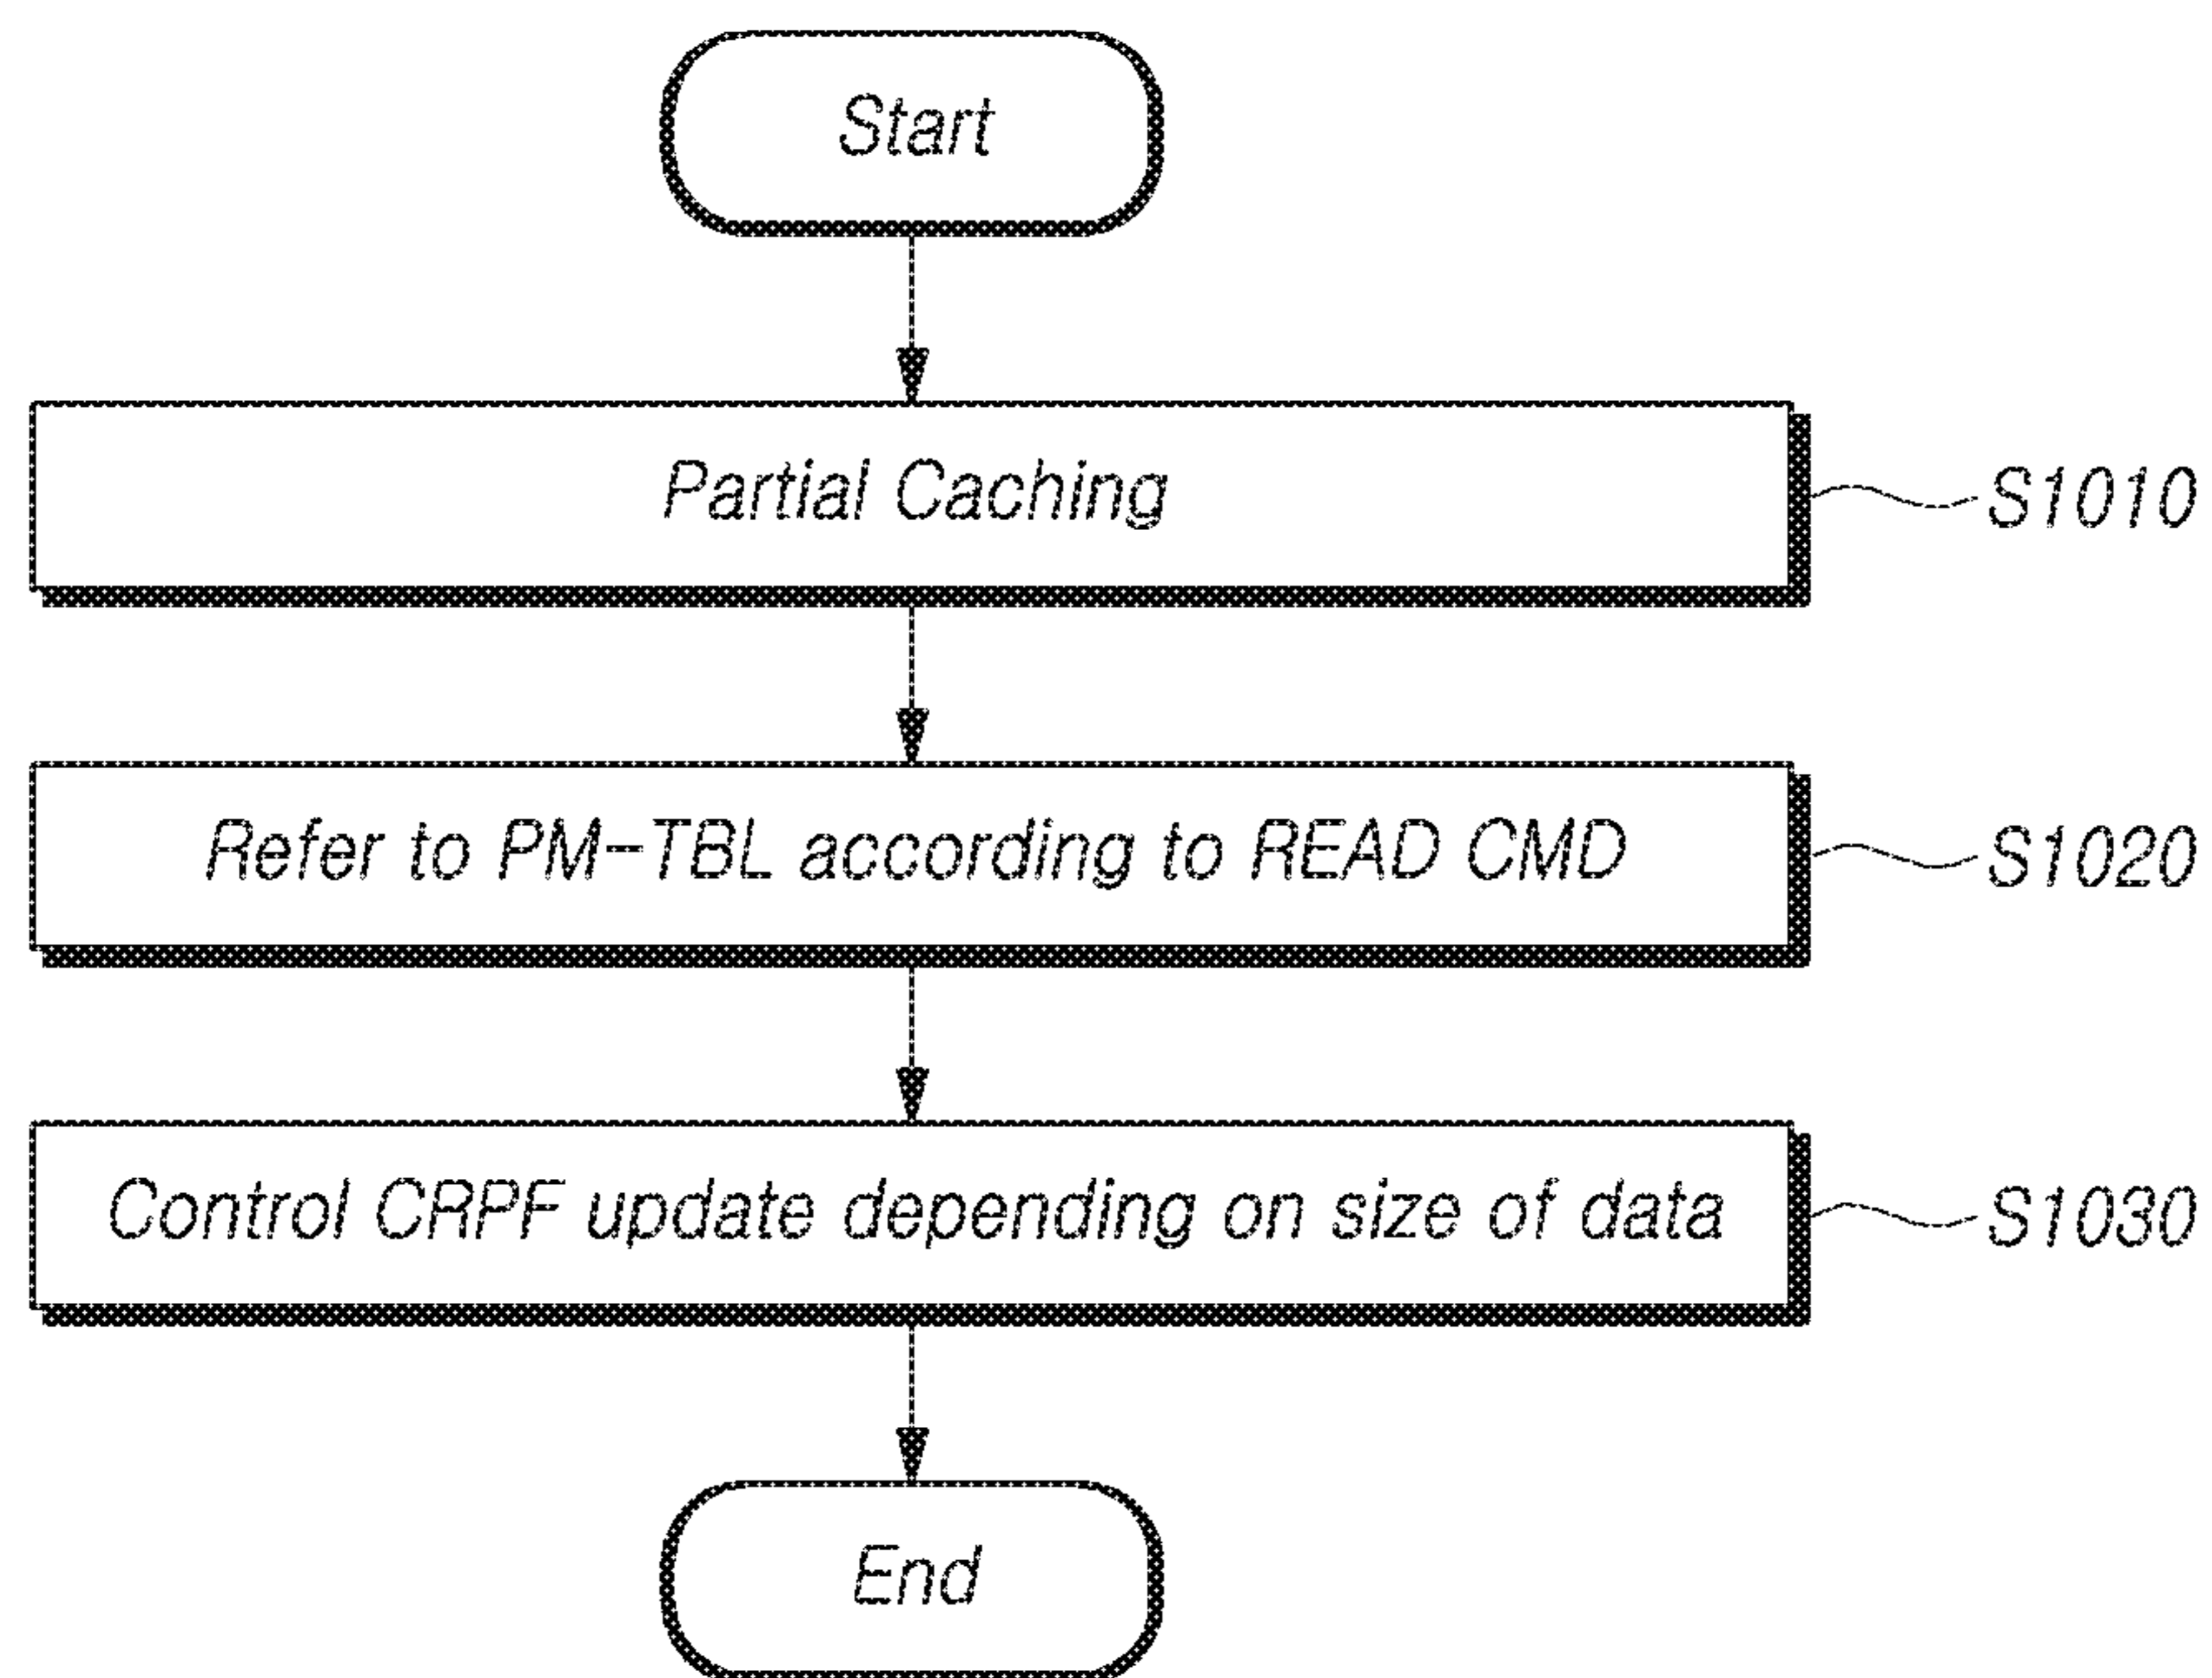 Start
Partial Caching
S1010
Refer to PM-TBL according to READ CMD
S1020
Control CRPF update depending on size of data
S1030
End